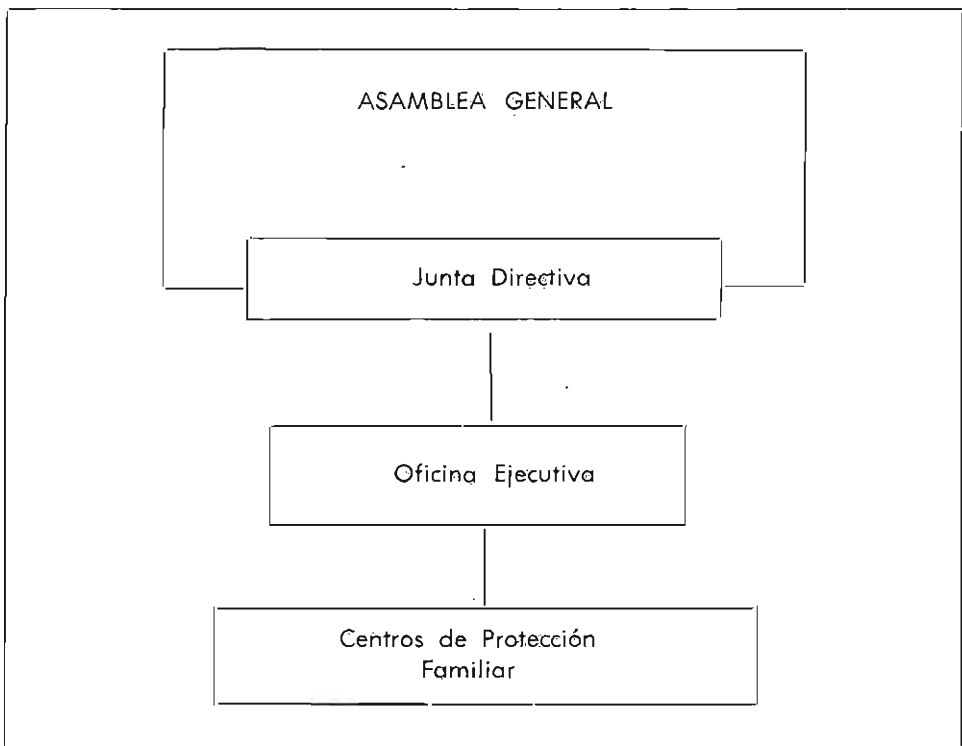 ASAMBLEA GENERAL
Junta Directiva
Oficina Ejecutiva
Centros de Protección
Familiar